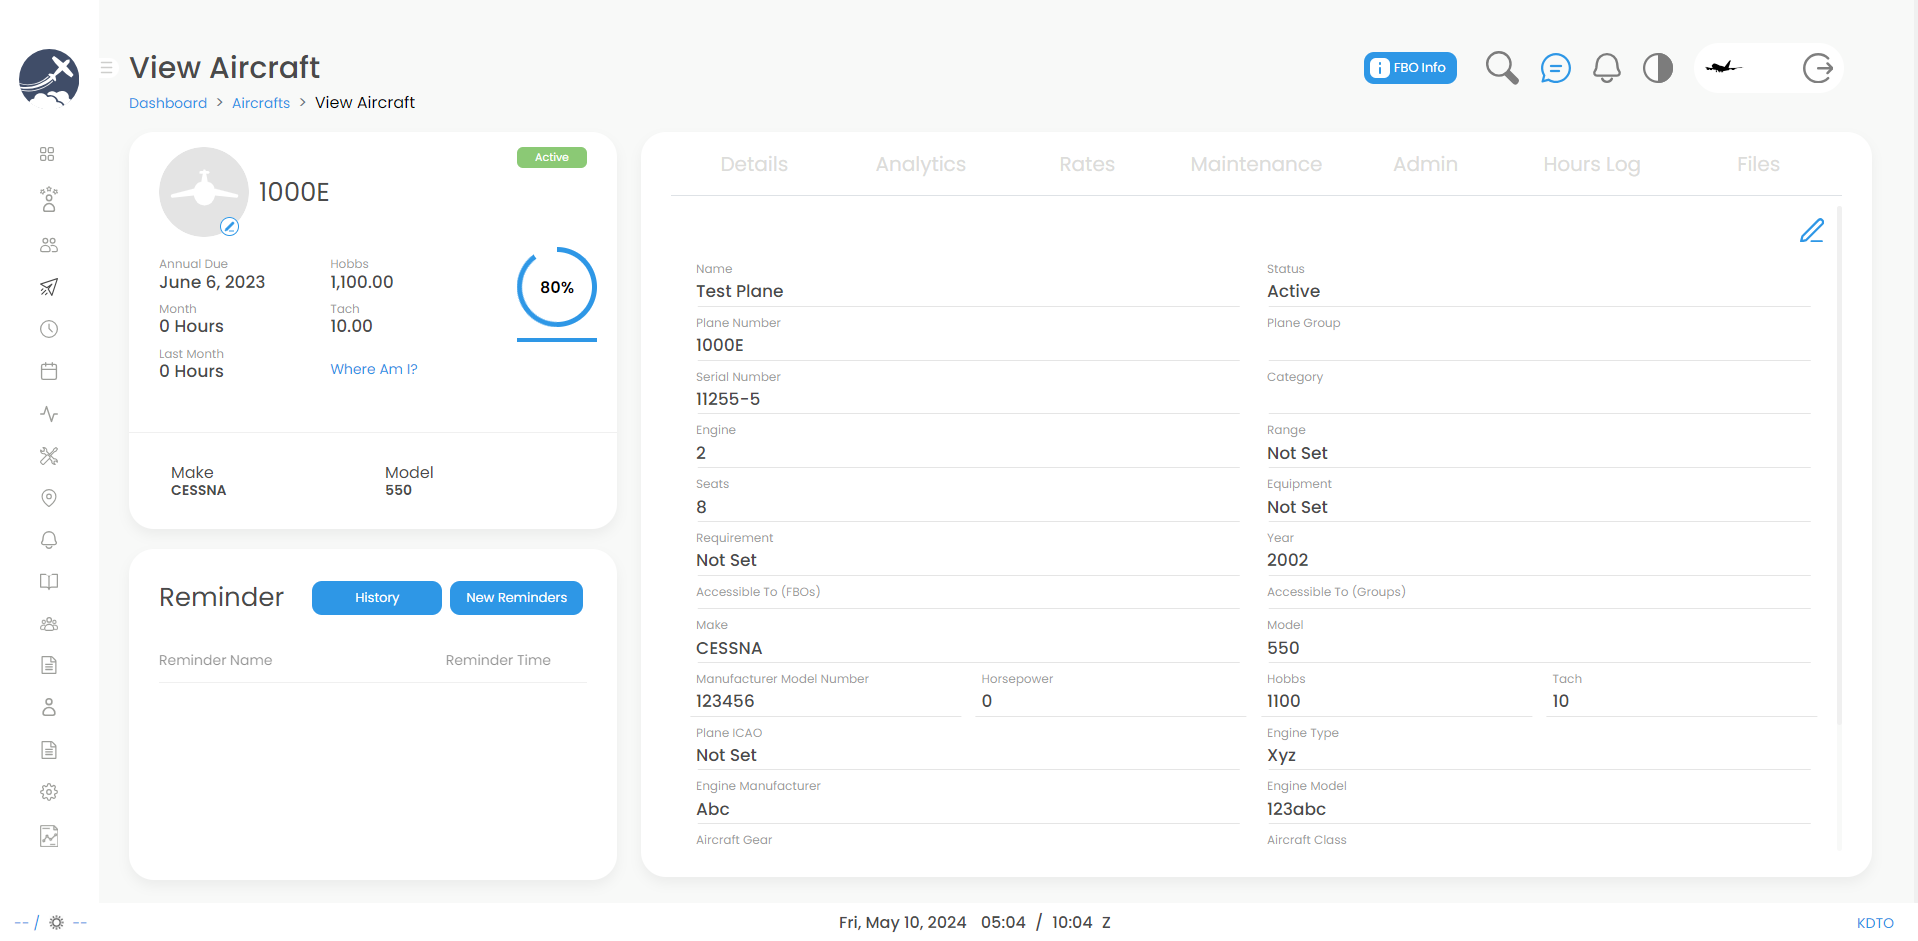 View Aircraft
Dashboard > Aircrafts > View Aircraft
FBO Info
Active
1000E
Annual Due
June 6, 2023
Hobbs
1,100.00
Month
0 Hours
Tach
10.00
Last Month
0 Hours
Where Am I?
80%
Make
CESSNA
Model
550
Reminder
History
New Reminders
Reminder Name
Reminder Time
Details
Analytics
Rates
Maintenance
Admin
Hours Log
Files
Name
Test Plane
Status
Active
Plane Number
1000E
Plane Group
Serial Number
11255-5
Category
Engine
2
Range
Not Set
Seats
8
Equipment
Not Set
Requirement
Not Set
Year
2002
Accessible To (FBOs)
Accessible To (Groups)
Make
CESSNA
Model
550
Manufacturer Model Number
123456
Horsepower
0
Hobbs
1100
Tach
10
Plane ICAO
Not Set
Engine Type
Xyz
Engine Manufacturer
Abc
Engine Model
123abc
Aircraft Gear
Aircraft Class
-- / --
Fri, May 10, 2024 05:04 / 10:04 Z
KDTO